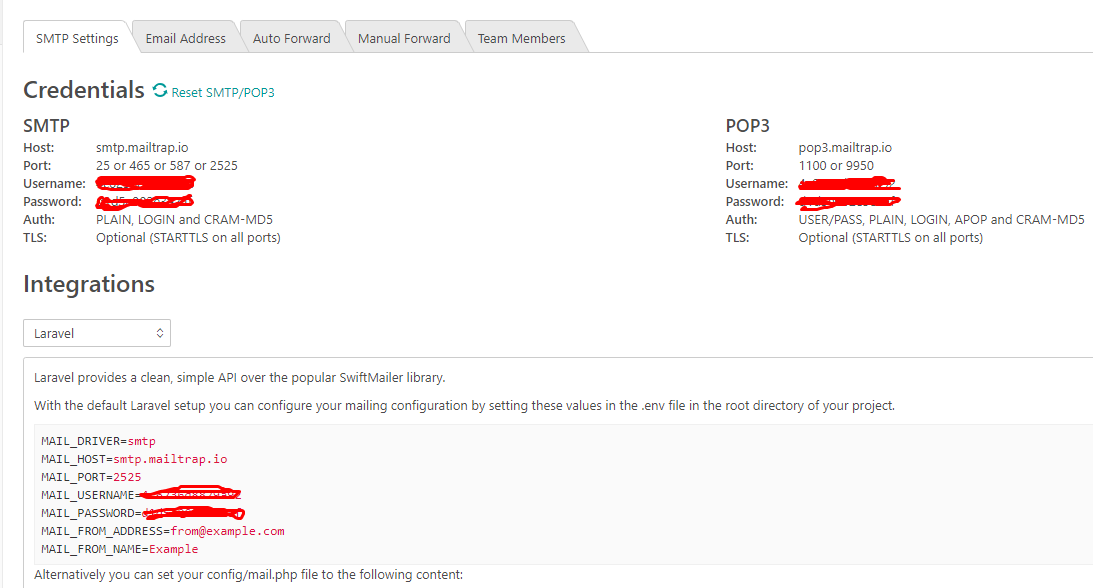 SMTP Settings
Email Address
Auto Forward
Manual Forward
Team Members
Credentials Reset SMTP/POP3
SMTP
Host: smtp.mailtrap.io
Port: 25 or 465 or 587 or 2525
Username:
Password:
Auth: PLAIN, LOGIN and CRAM-MD5
TLS: Optional (STARTTLS on all ports)
POP3
Host: pop3.mailtrap.io
Port: 1100 or 9950
Username:
Password:
Auth: USER/PASS, PLAIN, LOGIN, APOP and CRAM-MD5
TLS: Optional (STARTTLS on all ports)
Integrations
Laravel
Laravel provides a clean, simple API over the popular SwiftMailer library.
With the default Laravel setup you can configure your mailing configuration by setting these values in the .env file in the root directory of your project.
MAIL_DRIVER=smtp
MAIL_HOST=smtp.mailtrap.io
MAIL_PORT=2525
MAIL_USERNAME=
MAIL_PASSWORD=
MAIL_FROM_ADDRESS=from@example.com
MAIL_FROM_NAME=Example
Alternatively you can set your config/mail.php file to the following content: